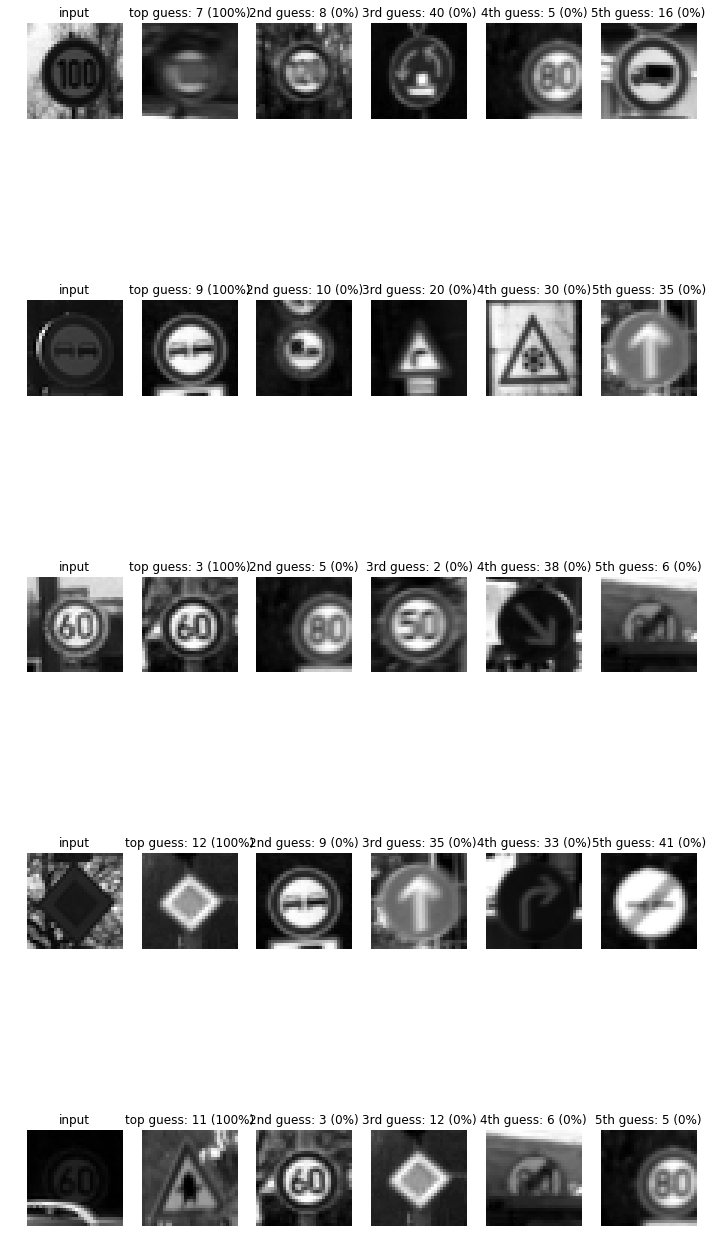 input top guess: 7 (100%) 2nd guess: 8 (0%) 3rd guess: 40 (0%) 4th guess: 5 (0%) 5th guess: 16 (0%)
100 80
input top guess: 9 (100%) 2nd guess: 10 (0%) 3rd guess: 20 (0%) 4th guess: 30 (0%) 5th guess: 35 (0%)
input top guess: 3 (100%) 2nd guess: 5 (0%) 3rd guess: 2 (0%) 4th guess: 38 (0%) 5th guess: 6 (0%)
60 60 80 50
input top guess: 12 (100%) 2nd guess: 9 (0%) 3rd guess: 35 (0%) 4th guess: 33 (0%) 5th guess: 41 (0%)
input top guess: 11 (100%) 2nd guess: 3 (0%) 3rd guess: 12 (0%) 4th guess: 6 (0%) 5th guess: 5 (0%)
60 60 80